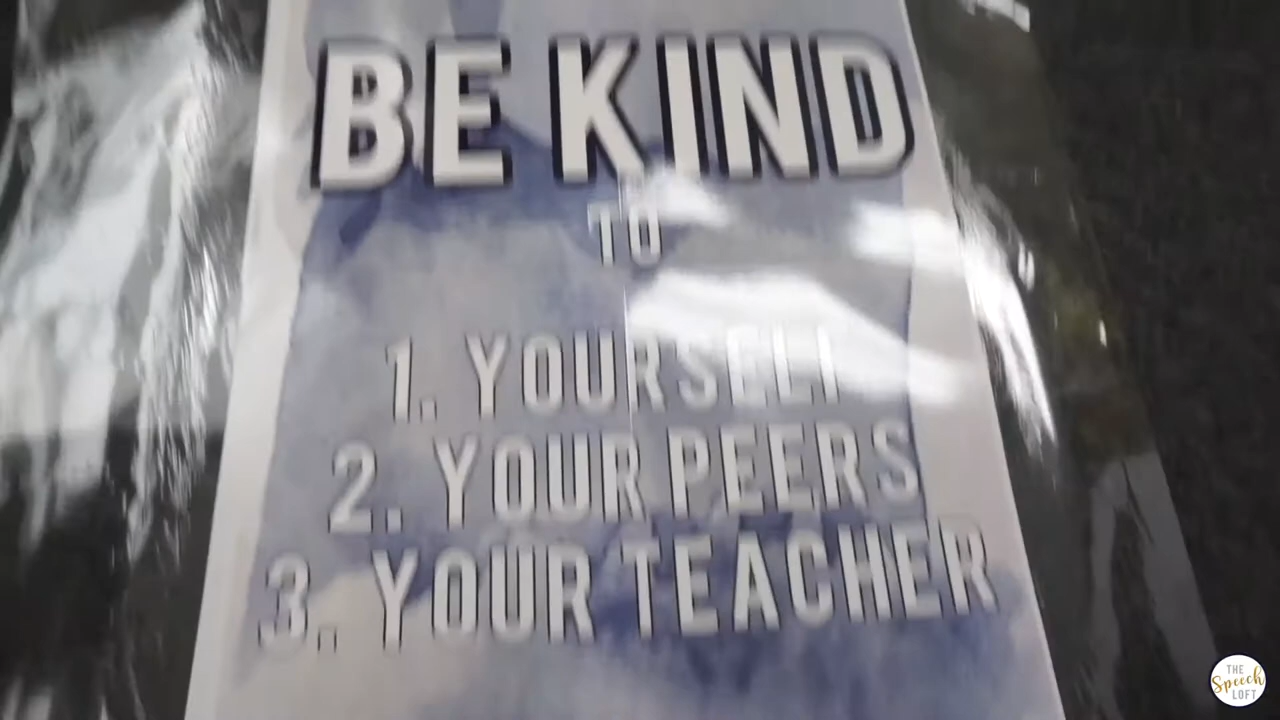 BE KIND
TO
1. YOURSELF
2. YOUR PEERS
3. YOUR TEACHER
THE
Speech
LOFT